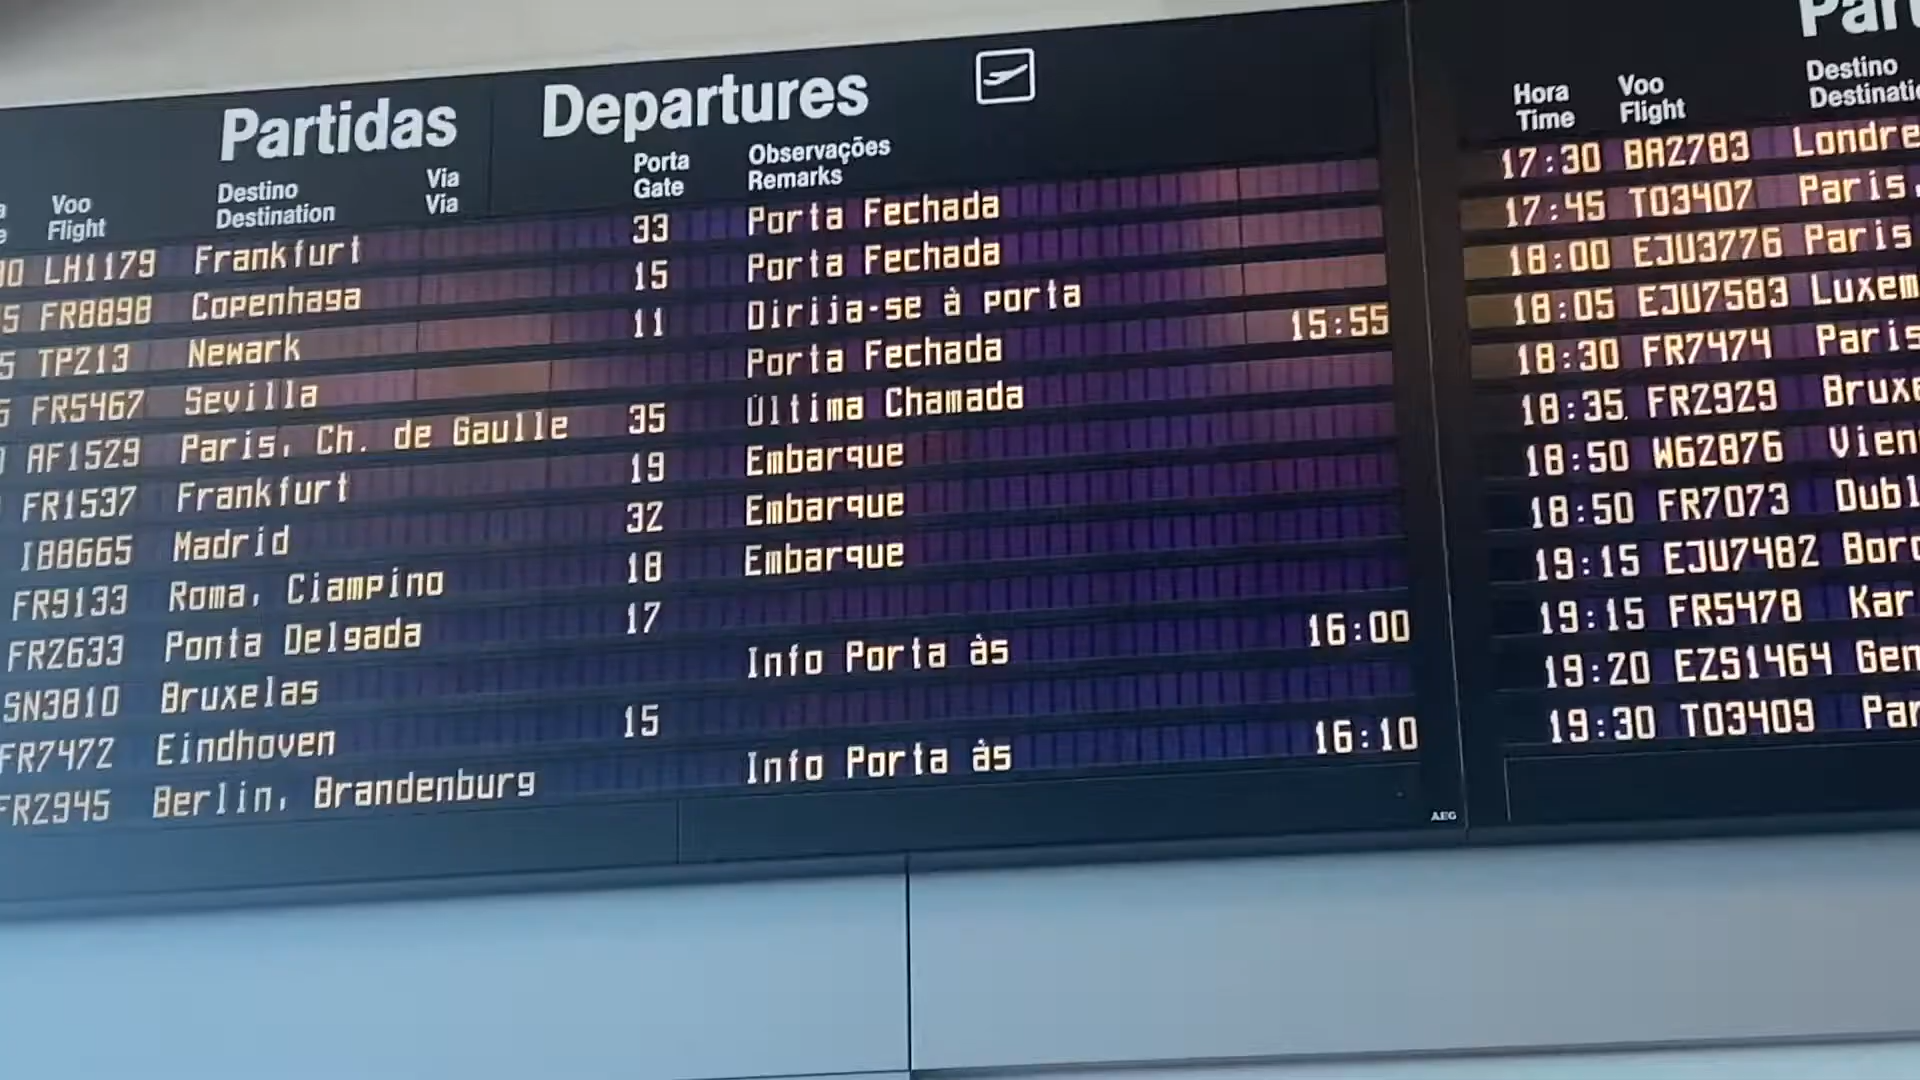 Partidas Departures
Voo
Flight
Destino
Destination
Via
Via
Porta
Gate
Observações
Remarks
LH1179 Frankfurt 33 Porta Fechada
FR8898 Copenhaga 15 Porta Fechada
TP213 Newark 11 Dirija-se à porta
FR5467 Sevilla Porta Fechada 15:55
AF1529 Paris, Ch. de Gaulle 35 Última Chamada
FR1537 Frankfurt 19 Embarque
IB8665 Madrid 32 Embarque
FR9133 Roma, Ciampino 18 Embarque
FR2633 Ponta Delgada 17
SN3810 Bruxelas Info Porta às 16:00
FR7472 Eindhoven 15
FR2945 Berlin, Brandenburg Info Porta às 16:10
AEG
Hora
Time
Voo
Flight
Destino
17:30 BA2783
17:45 TO3407 Paris
18:00 EJU3776 Paris
18:05 EJU7583
18:30 FR7474 Paris
18:35 FR2929
18:50 W62876
18:50 FR7073
19:15 EJU7482
19:15 FR5478
19:20 EZS1464
19:30 TO3409